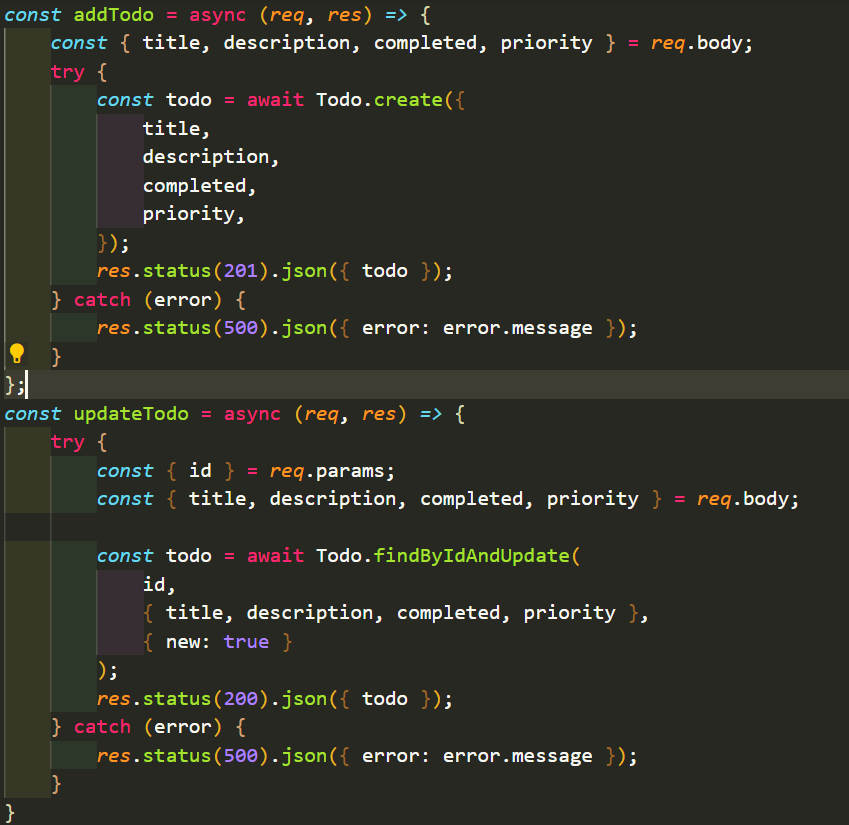 const addTodo = async (req, res) => {
    const { title, description, completed, priority } = req.body;
    try {
        const todo = await Todo.create({
            title,
            description,
            completed,
            priority,
        });
        res.status(201).json({ todo });
    } catch (error) {
        res.status(500).json({ error: error.message });
    }
};
const updateTodo = async (req, res) => {
    try {
        const { id } = req.params;
        const { title, description, completed, priority } = req.body;

        const todo = await Todo.findByIdAndUpdate(
            id,
            { title, description, completed, priority },
            { new: true }
        );
        res.status(200).json({ todo });
    } catch (error) {
        res.status(500).json({ error: error.message });
    }
}